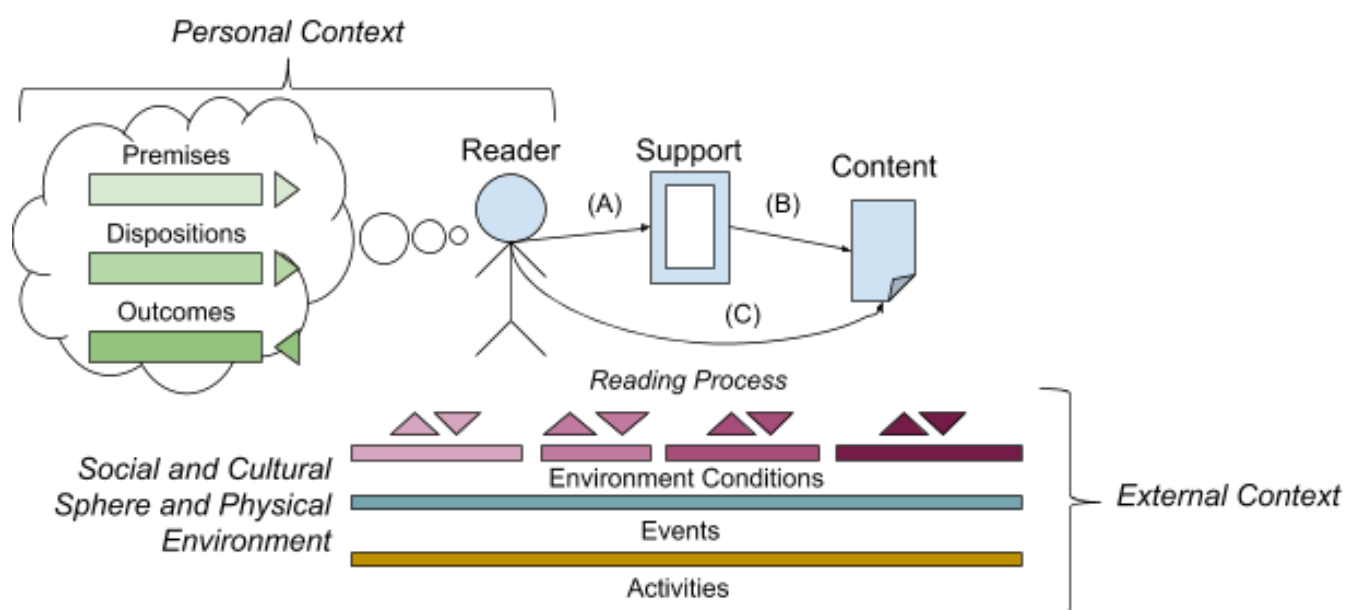 Personal Context
Premises
Dispositions
Outcomes
Reader
Support
Content
(A)
(B)
(C)
Reading Process
Social and Cultural
Sphere and Physical
Environment
Environment Conditions
Events
Activities
External Context